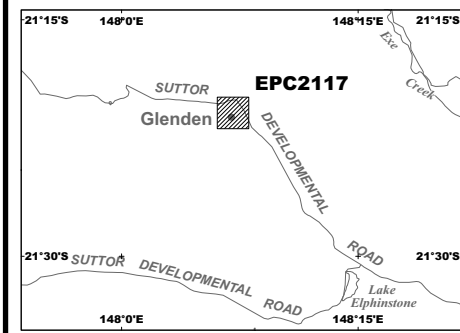 21°15'S 148°0'E 148°15'E 21°15'S
Exe
Creek
SUTTOR
EPC2117
Glenden
DEVELOPMENTAL
ROAD
21°30'S 21°30'S
SUTTOR DEVELOPMENTAL ROAD
Lake
Elphinstone
148°0'E 148°15'E